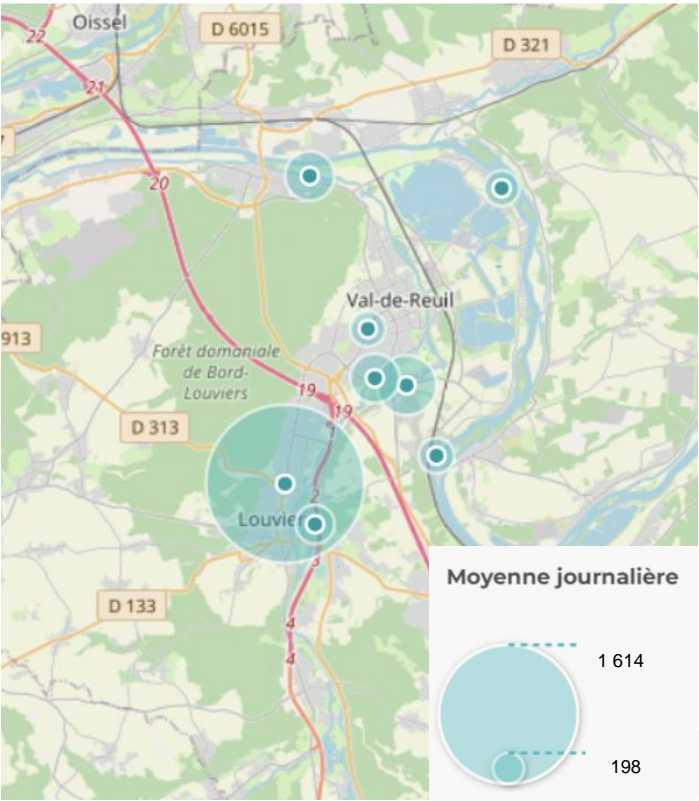 Oissel
D 6015
D 321
22
21
7
20
Val-de-Reuil
913
Forêt domaniale
de Bord-
Louviers
19
19
D 313
2
Louvier
3
Moyenne journalière
D 133
4
4
1 614
198